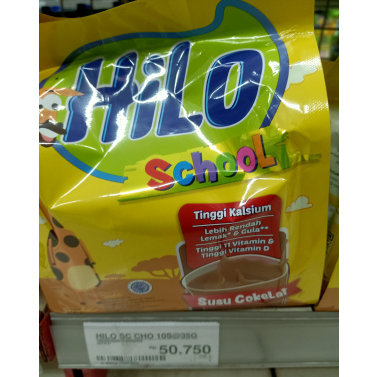 HiLo
School
Tinggi Kalsium
Lebih Rendah
Lemak* & Gula**
Tinggi 11 Vitamin &
Tinggi Vitamin D
Susu Cokelat
HILO SC CHO 10S@35G
50.750